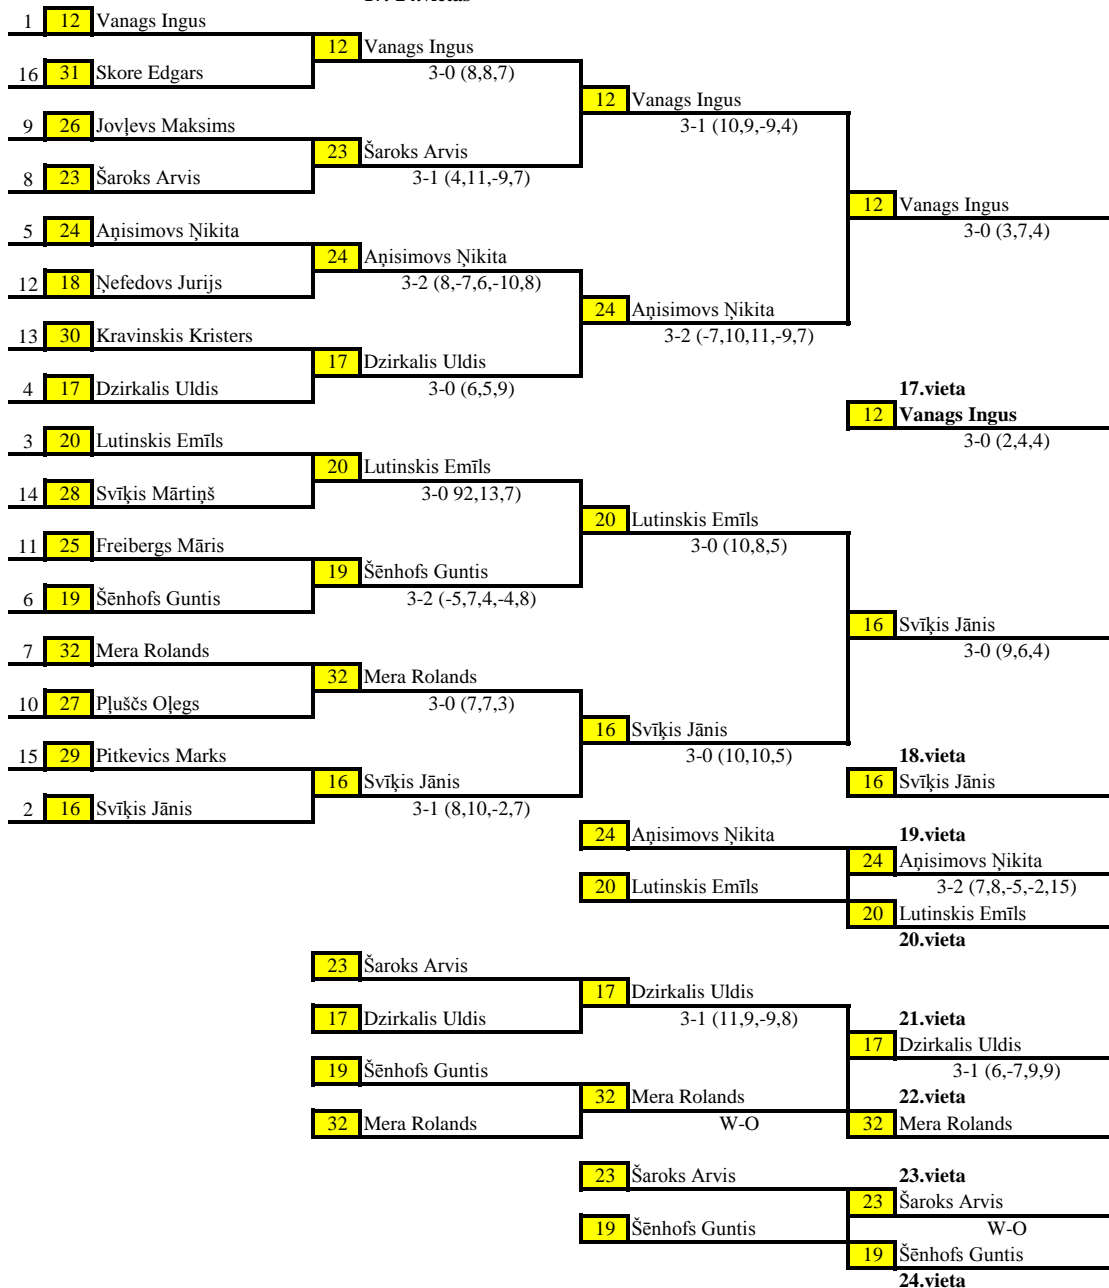 1 12 Vanags Ingus
12 Vanags Ingus
16 31 Skore Edgars
3-0 (8,8,7)
12 Vanags Ingus
9 26 Jovļevs Maksims
3-1 (10,9,-9,4)
23 Šaroks Arvis
8 23 Šaroks Arvis
3-1 (4,11,-9,7)
12 Vanags Ingus
5 24 Aņisimovs Ņikita
3-0 (3,7,4)
24 Aņisimovs Ņikita
12 18 Ņefedovs Jurijs
3-2 (8,-7,6,-10,8)
24 Aņisimovs Ņikita
13 30 Kravinskis Kristers
3-2 (-7,10,11,-9,7)
17 Dzirkalis Uldis
4 17 Dzirkalis Uldis
3-0 (6,5,9)
17.vieta
12 Vanags Ingus
3 20 Lutinskis Emīls
3-0 (2,4,4)
20 Lutinskis Emīls
14 28 Svīķis Mārtiņš
3-0 92,13,7)
20 Lutinskis Emīls
11 25 Freibergs Māris
3-0 (10,8,5)
19 Šēnhofs Guntis
6 19 Šēnhofs Guntis
3-2 (-5,7,4,-4,8)
16 Svīķis Jānis
7 32 Mera Rolands
3-0 (9,6,4)
32 Mera Rolands
10 27 Pļuščs Oļegs
3-0 (7,7,3)
16 Svīķis Jānis
15 29 Pitkevics Marks
3-0 (10,10,5)
18.vieta
16 Svīķis Jānis
16 Svīķis Jānis
2 16 Svīķis Jānis
3-1 (8,10,-2,7)
24 Aņisimovs Ņikita
19.vieta
24 Aņisimovs Ņikita
20 Lutinskis Emīls
3-2 (7,8,-5,-2,15)
20 Lutinskis Emīls
20.vieta
23 Šaroks Arvis
17 Dzirkalis Uldis
17 Dzirkalis Uldis
3-1 (11,9,-9,8)
21.vieta
17 Dzirkalis Uldis
19 Šēnhofs Guntis
3-1 (6,-7,9,9)
32 Mera Rolands
22.vieta
32 Mera Rolands
W-O
32 Mera Rolands
23 Šaroks Arvis
23.vieta
23 Šaroks Arvis
19 Šēnhofs Guntis
W-O
19 Šēnhofs Guntis
24.vieta